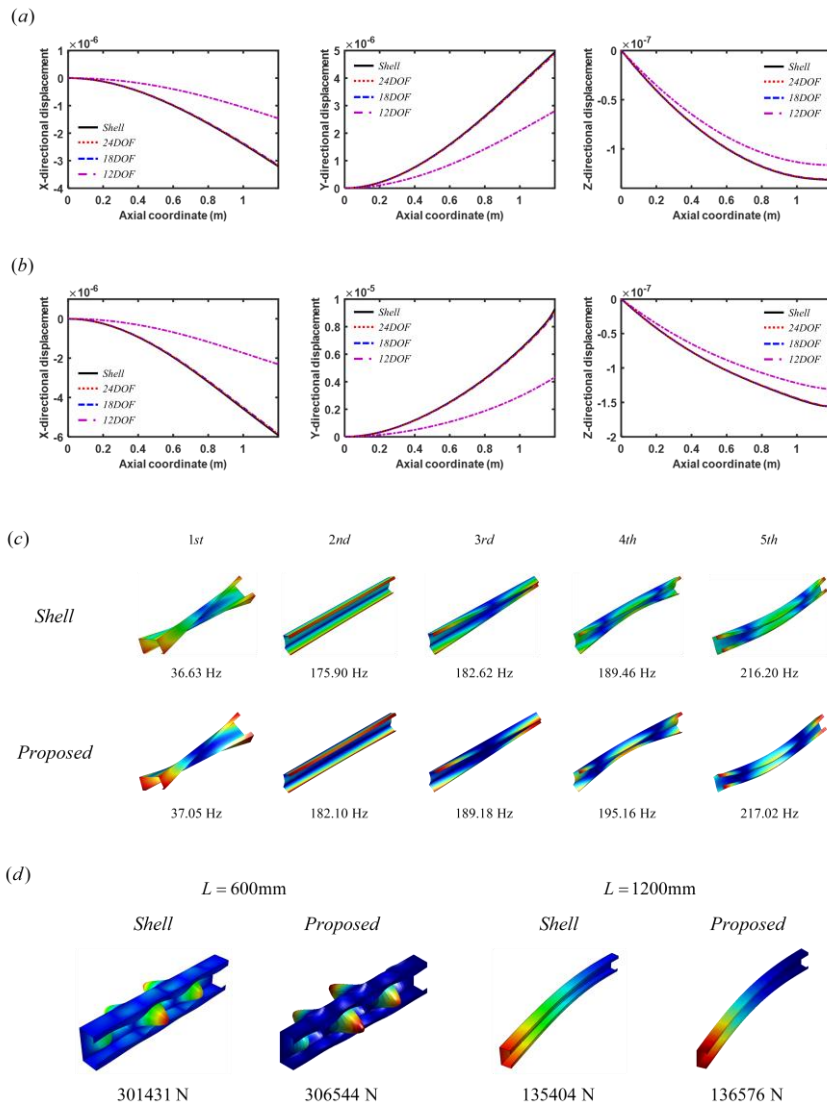 (a)
×10⁻⁶
1
0
-1
-2
-3
-4
X-directional displacement
Shell
24DOF
18DOF
12DOF
0 0.2 0.4 0.6 0.8 1
Axial coordinate (m)
×10⁻⁶
6
5
4
3
2
1
0
Y-directional displacement
Shell
24DOF
18DOF
12DOF
0 0.2 0.4 0.6 0.8 1
Axial coordinate (m)
×10⁻⁷
0
-0.5
-1
Z-directional displacement
Shell
24DOF
18DOF
12DOF
0 0.2 0.4 0.6 0.8 1
Axial coordinate (m)
(b)
×10⁻⁶
0
-2
-4
-6
X-directional displacement
Shell
24DOF
18DOF
12DOF
0 0.2 0.4 0.6 0.8 1
Axial coordinate (m)
×10⁻⁵
1
0.8
0.6
0.4
0.2
0
Y-directional displacement
Shell
24DOF
18DOF
12DOF
0 0.2 0.4 0.6 0.8 1
Axial coordinate (m)
×10⁻⁷
0
-0.5
-1
-1.5
-2
Z-directional displacement
Shell
24DOF
18DOF
12DOF
0 0.2 0.4 0.6 0.8 1
Axial coordinate (m)
(c)
1st 2nd 3rd 4th 5th
Shell
36.63 Hz 175.90 Hz 182.62 Hz 189.46 Hz 216.20 Hz
Proposed
37.05 Hz 182.10 Hz 189.18 Hz 195.16 Hz 217.02 Hz
(d)
L = 600mm L = 1200mm
Shell Proposed Shell Proposed
301431 N 306544 N 135404 N 136576 N